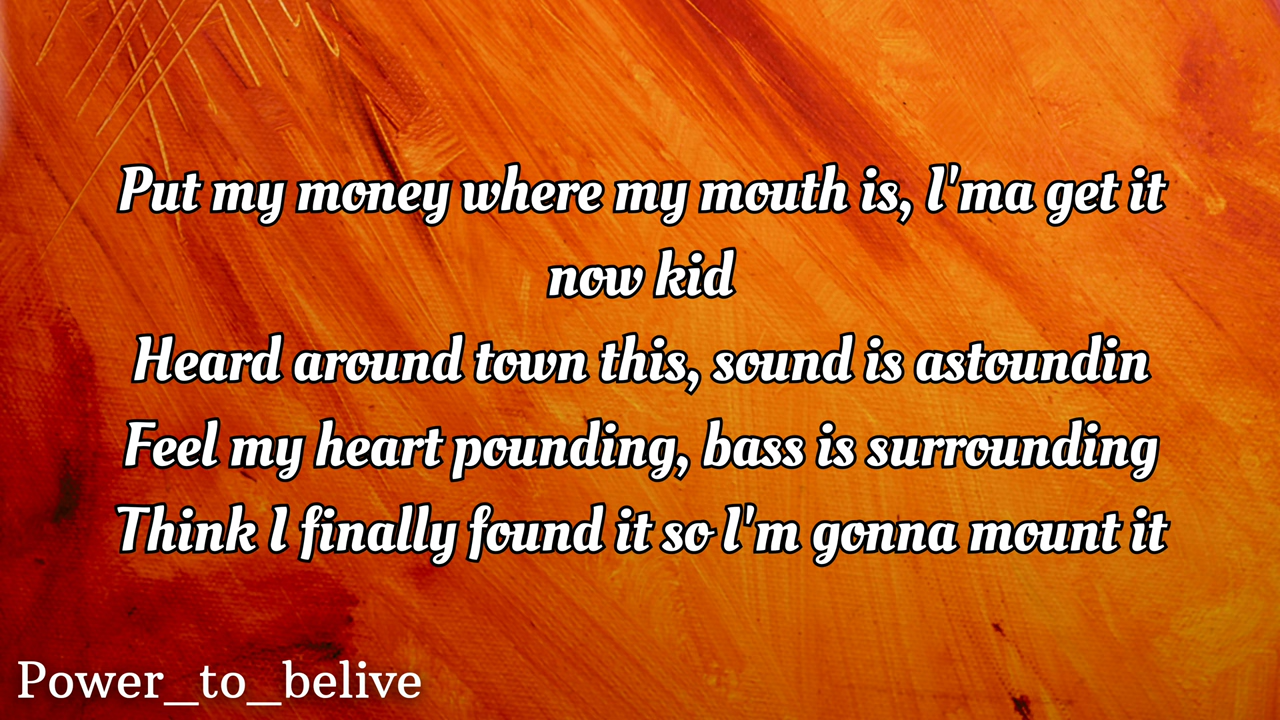 Put my money where my mouth is, I'ma get it
now kid
Heard around town this, sound is astoundin
Feel my heart pounding, bass is surrounding
Think I finally found it so I'm gonna mount it
Power_to_belive